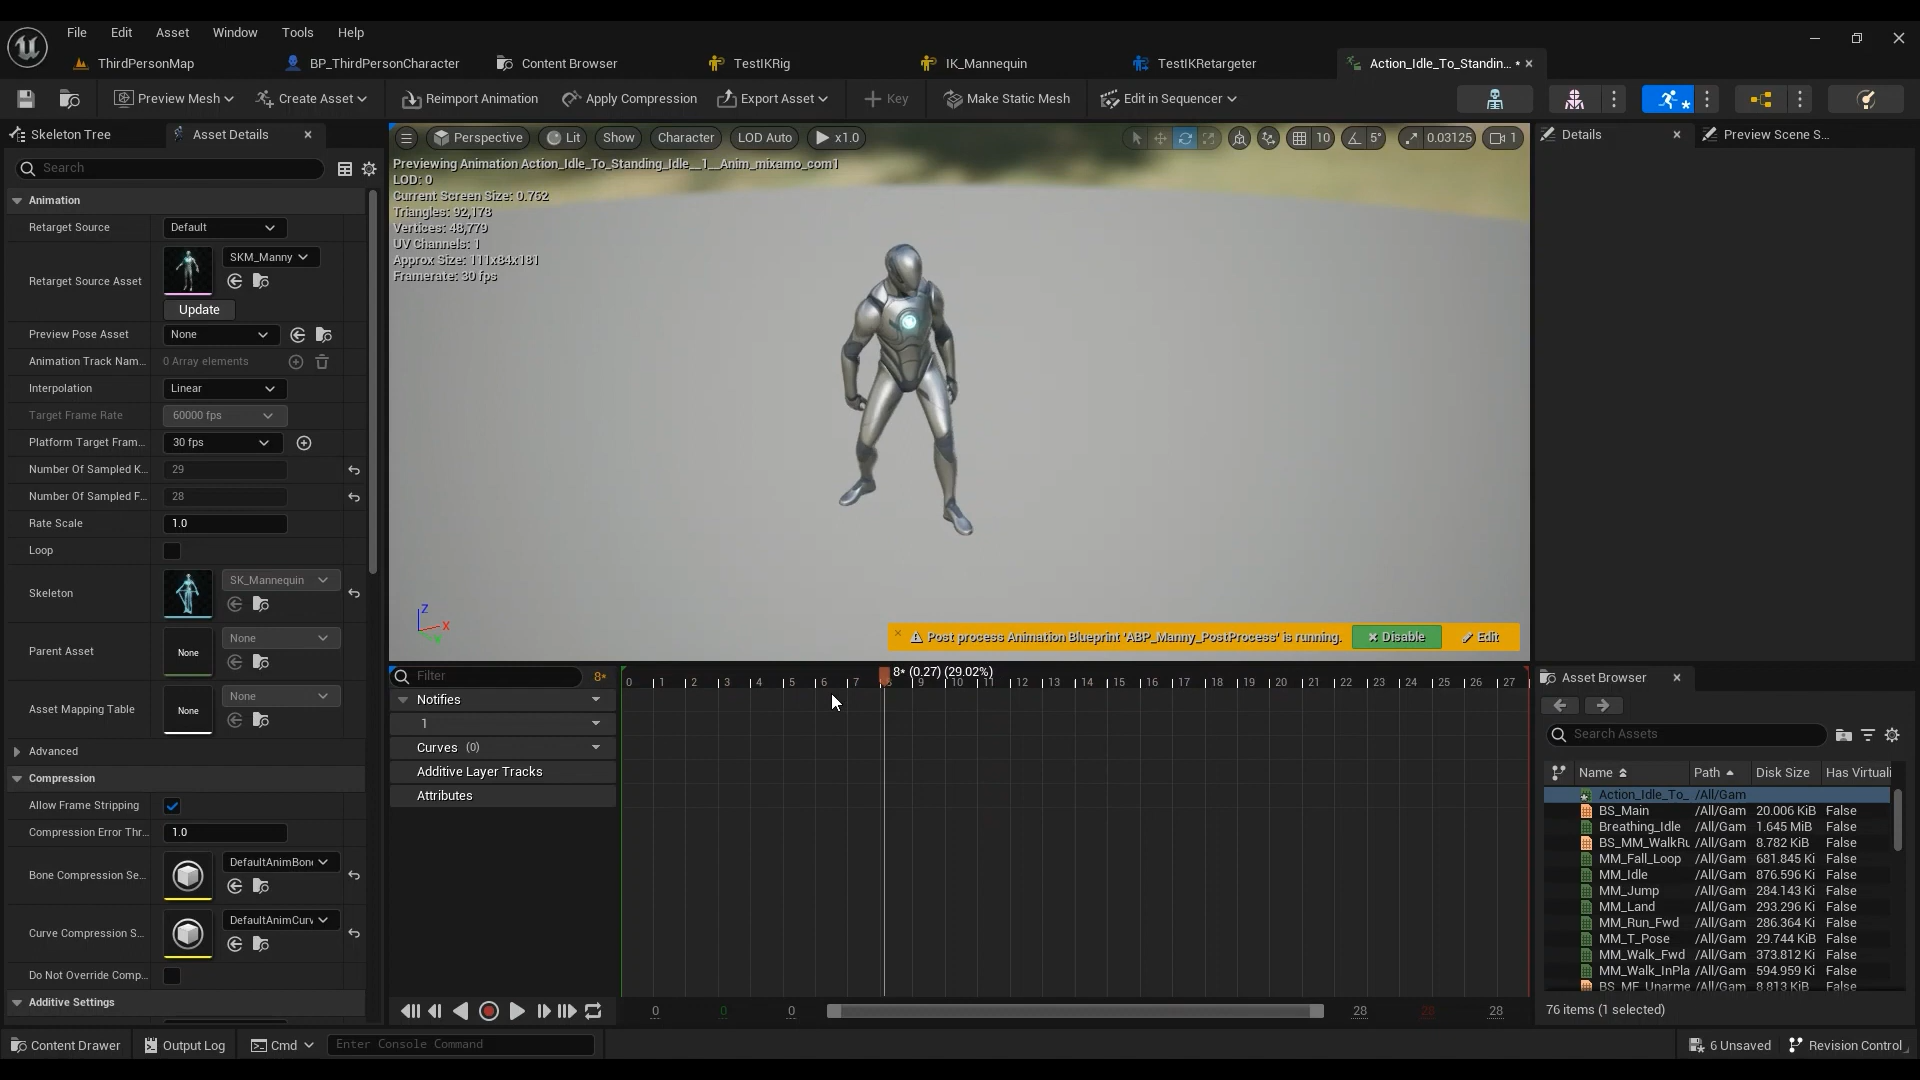 File Edit Asset Window Tools Help
ThirdPersonMap BP_ThirdPersonCharacter Content Browser TestIKRig IK_Mannequin TestIKRetargeter Action_Idle_To_Standin... *
Preview Mesh Create Asset Reimport Animation Apply Compression Export Asset Key Make Static Mesh Edit in Sequencer
Skeleton Tree Asset Details
Search
Animation
Retarget Source Default
Retarget Source Asset SKM_Manny
Update
Preview Pose Asset None
Animation Track Nam... 0 Array elements
Interpolation Linear
Target Frame Rate 60000 fps
Platform Target Fram... 30 fps
Number Of Sampled K... 29
Number Of Sampled F... 28
Rate Scale 1.0
Loop
Skeleton SK_Mannequin
Parent Asset None None
Asset Mapping Table None None
Advanced
Compression
Allow Frame Stripping
Compression Error Thr... 1.0
Bone Compression Se... DefaultAnimBon
Curve Compression S... DefaultAnimCurv
Do Not Override Comp...
Additive Settings
Perspective Lit Show Character LOD Auto x1.0 10 5° 0.03125 1
Previewing Animation Action_Idle_To_Standing_Idle__1__Anim_mixamo_com1
LOD: 0
Current Screen Size: 0.762
Triangles: 92,178
Vertices: 48,779
UV Channels: 1
Approx Size: 111x84x181
Framerate: 30 fps
Z
X
Y
Post process Animation Blueprint 'ABP_Manny_PostProcess' is running. Disable Edit
Filter 8*
8* (0.27) (29.02%)
0 1 2 3 4 5 6 7 8 9 10 11 12 13 14 15 16 17 18 19 20 21 22 23 24 25 26 27
Notifies
1
Curves (0)
Additive Layer Tracks
Attributes
0 0 0 28 28 28
Details Preview Scene S...
Asset Browser
Search Assets
Name Path Disk Size Has Virtuali
Action_Idle_To_ /All/Gam
BS_Main /All/Gam 20.006 KiB False
Breathing_Idle /All/Gam 1.645 MiB False
BS_MM_WalkRu /All/Gam 8.782 KiB False
MM_Fall_Loop /All/Gam 681.845 Ki False
MM_Idle /All/Gam 876.596 Ki False
MM_Jump /All/Gam 284.143 Ki False
MM_Land /All/Gam 293.296 Ki False
MM_Run_Fwd /All/Gam 286.364 Ki False
MM_T_Pose /All/Gam 29.744 KiB False
MM_Walk_Fwd /All/Gam 373.812 Ki False
MM_Walk_InPla /All/Gam 594.959 Ki False
BS_MF_Unarme /All/Gam 8.813 KiB False
76 items (1 selected)
Content Drawer Output Log Cmd Enter Console Command 6 Unsaved Revision Control